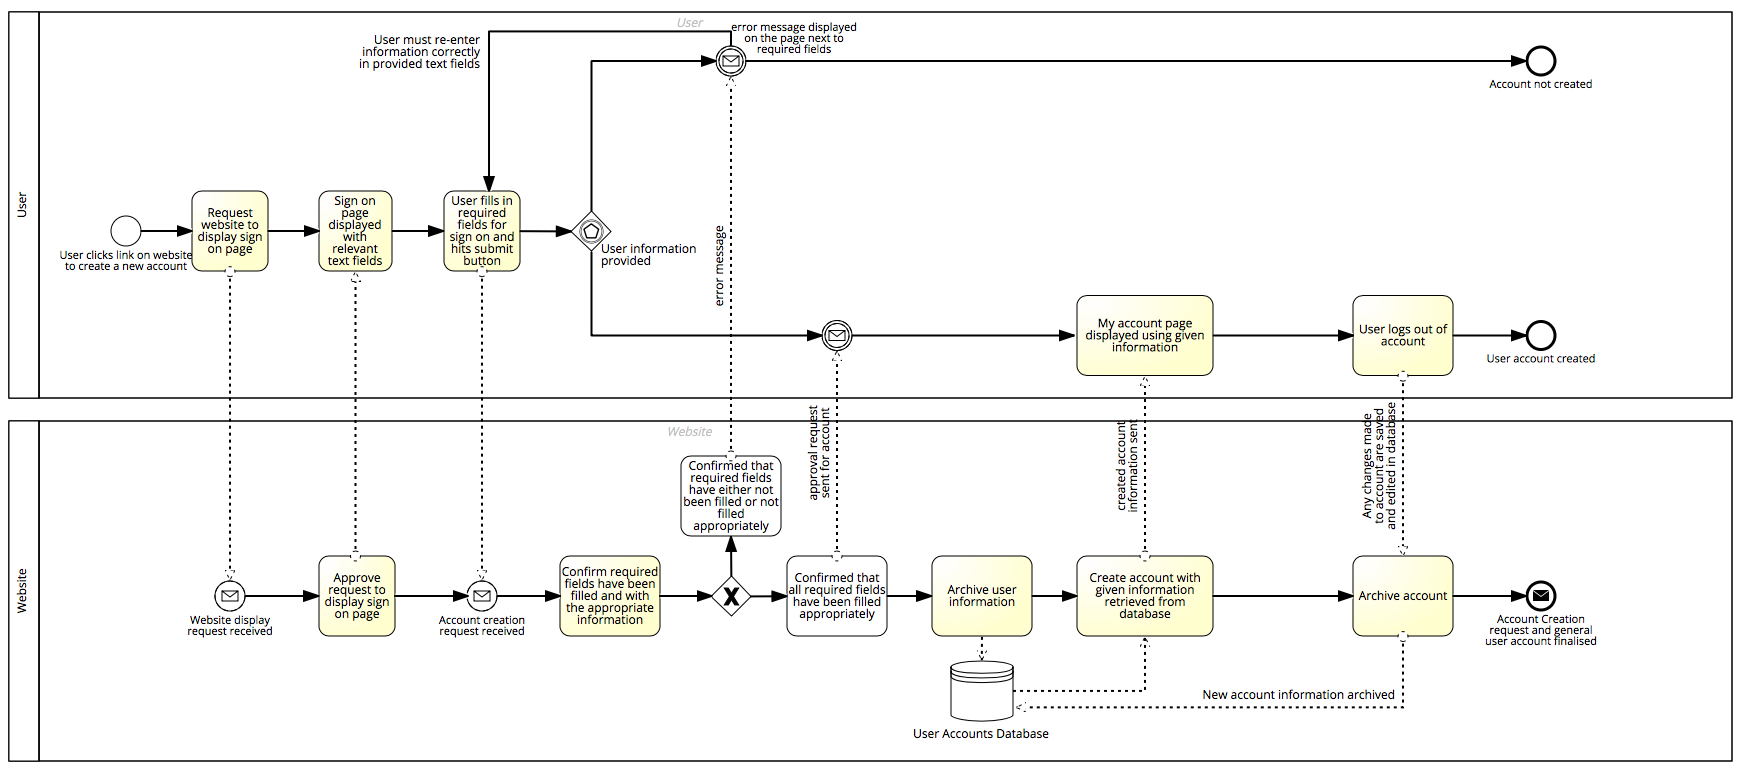 User
User
error message displayed
on the page next to
required fields
User must re-enter
information correctly
in provided text fields
Account not created
User clicks link on website
to create a new account
Request
website to
display sign
on page
Sign on
page
displayed
with
relevant
text fields
User fills in
required
fields for
sign on and
hits submit
button
User information
provided
error message
My account page
displayed using given
information
User logs out of
account
User account created
Website
Website
approval request
sent for account
created account
information sent
Any changes made
to account are saved
and edited in database
Confirmed that
required fields
have either not
been filled or not
filled
appropriately
Website display
request received
Approve
request to
display sign
on page
Account creation
request received
Confirm required
fields have been
filled and with
the appropriate
information
Confirmed that
all required fields
have been filled
appropriately
Archive user
information
Create account with
given information
retrieved from
database
Archive account
Account Creation
request and general
user account finalised
New account information archived
User Accounts Database